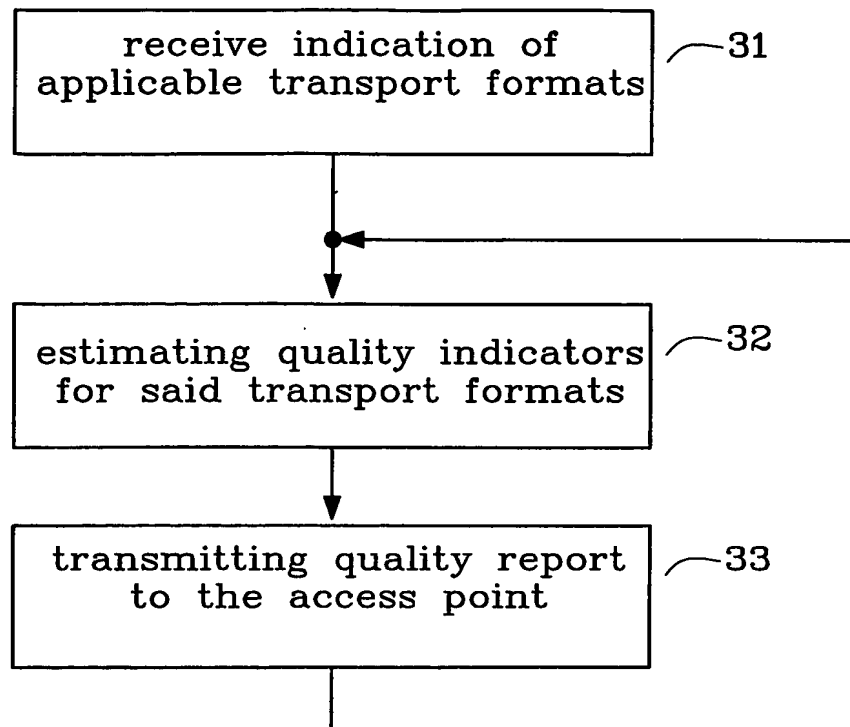 receive indication of
applicable transport formats
31
estimating quality indicators
for said transport formats
32
transmitting quality report
to the access point
33